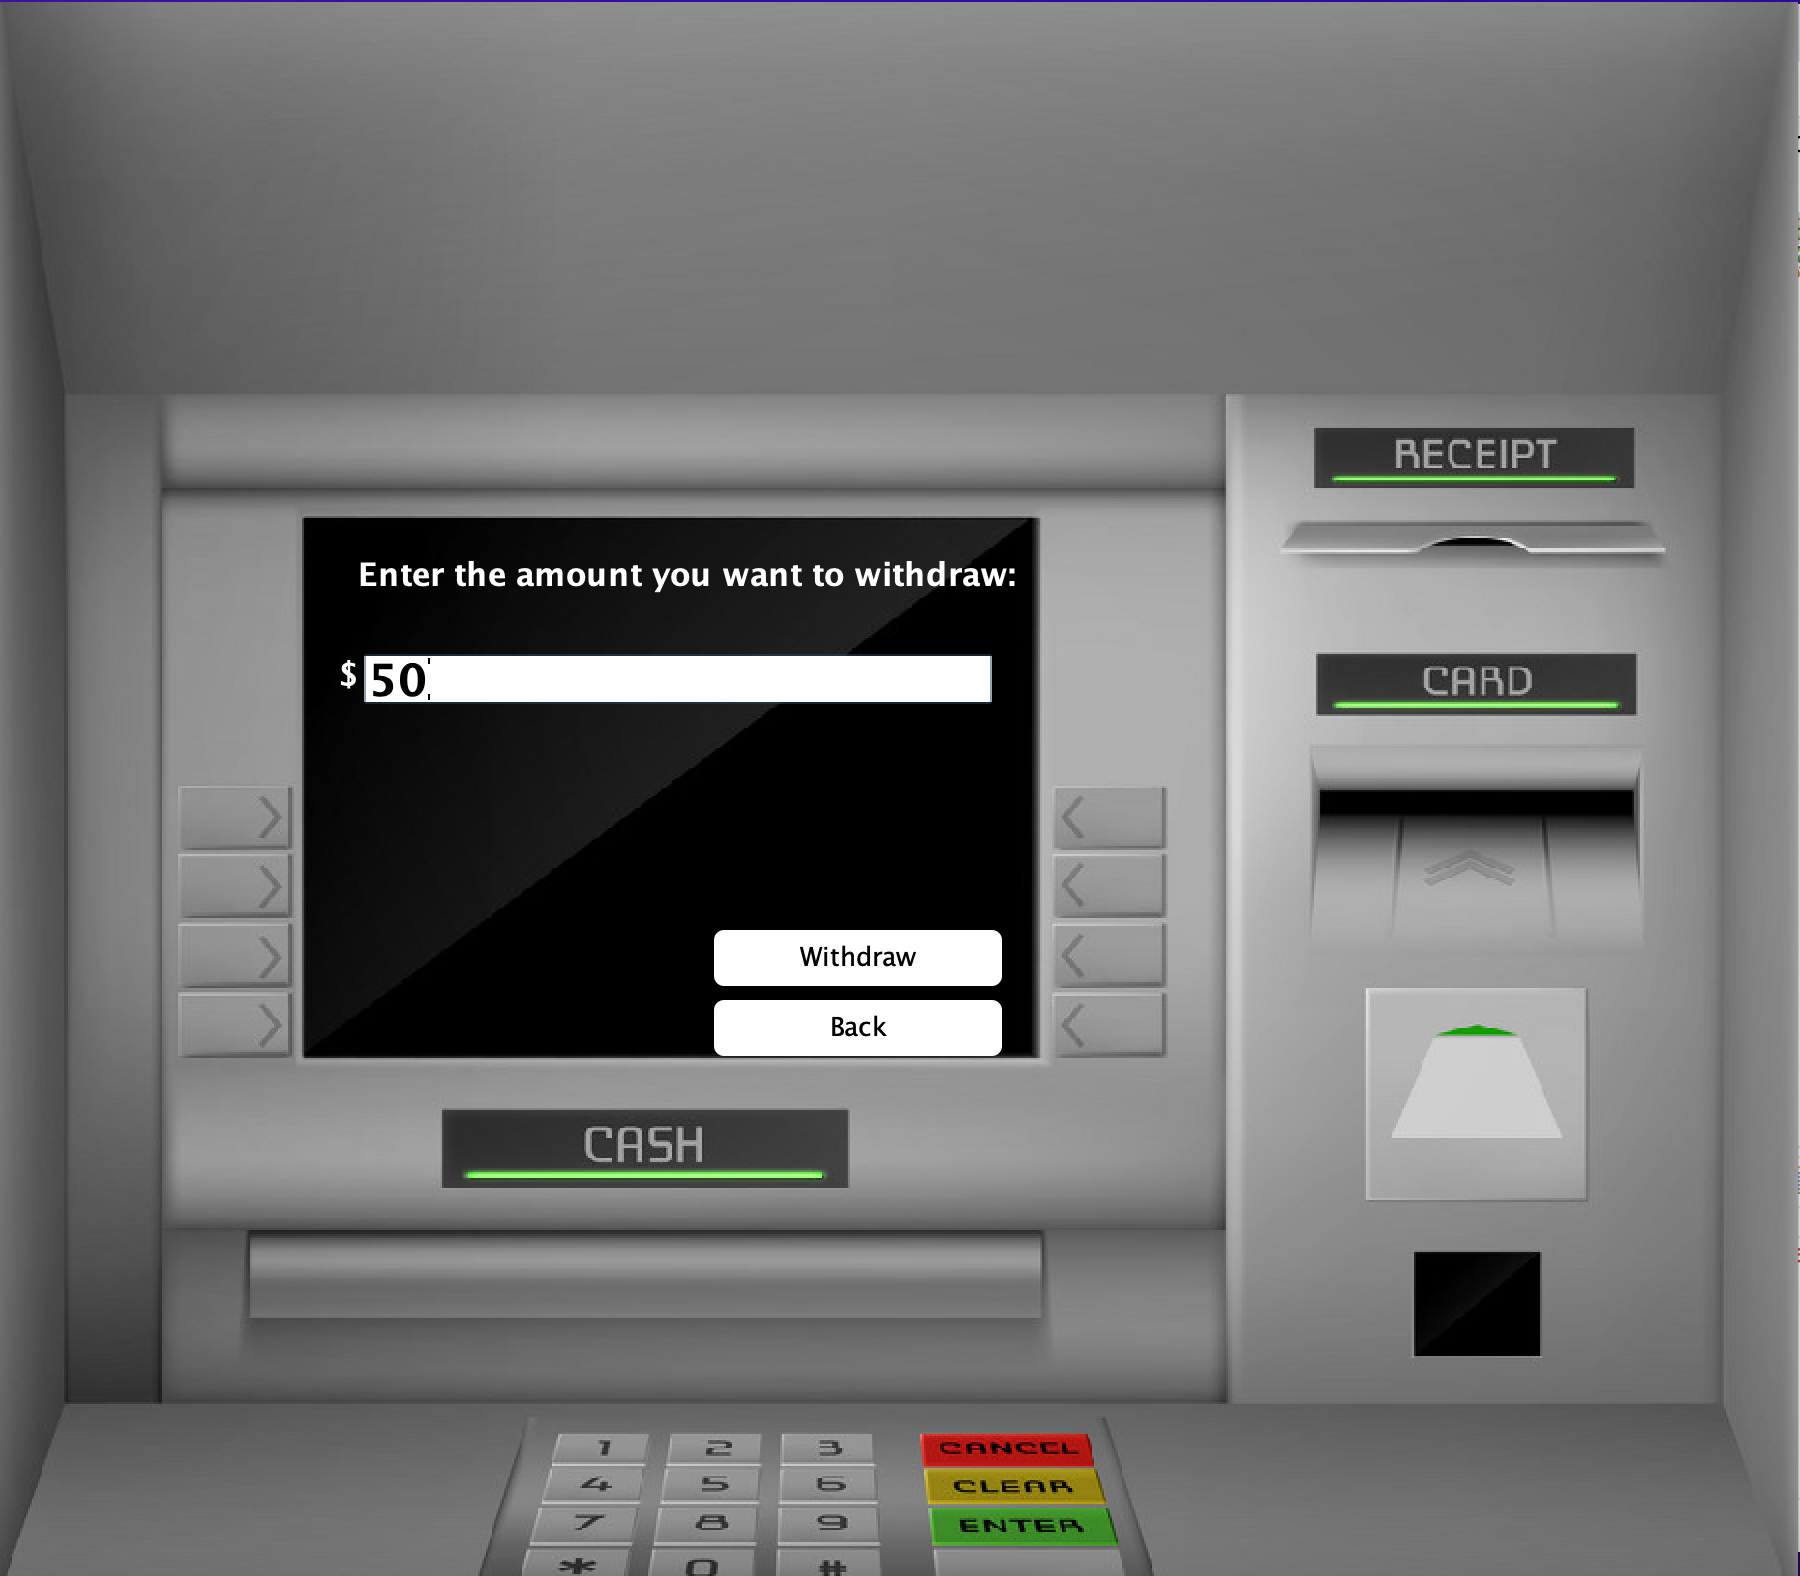 RECEIPT
Enter the amount you want to withdraw:
$ 50
CARD
Withdraw
Back
CASH
1 2 3 CANCEL
4 5 6 CLEAR
7 8 9 ENTER
* 0 #